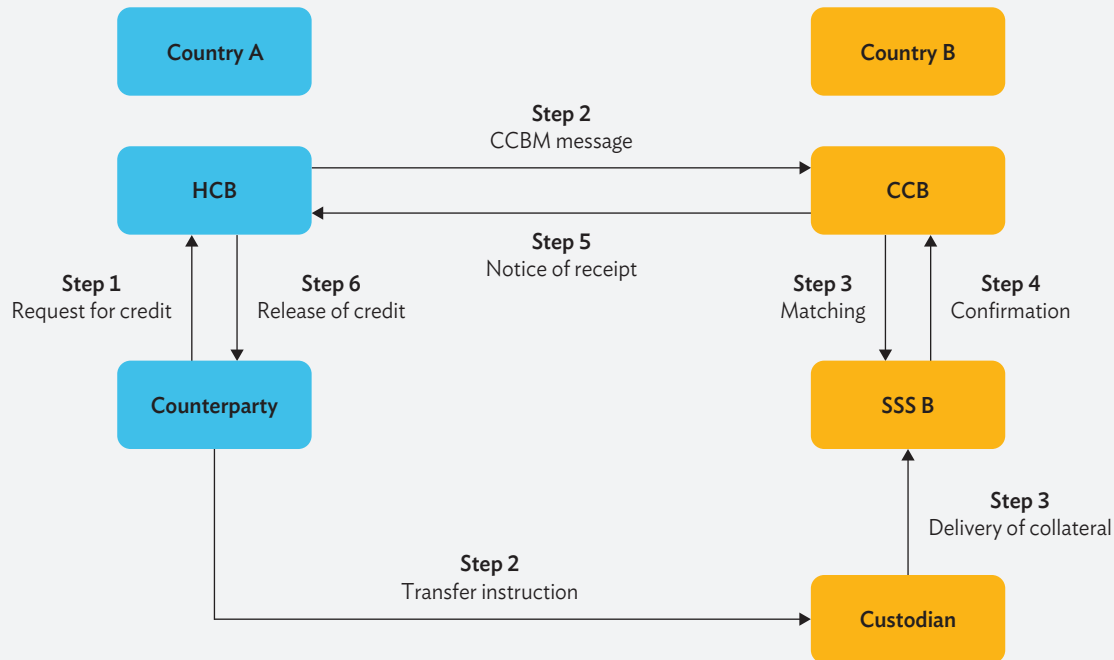 Country A
Country B
Step 2
CCBM message
HCB
CCB
Step 5
Notice of receipt
Step 1
Request for credit
Step 6
Release of credit
Step 3
Matching
Step 4
Confirmation
Counterparty
SSS B
Step 3
Delivery of collateral
Step 2
Transfer instruction
Custodian